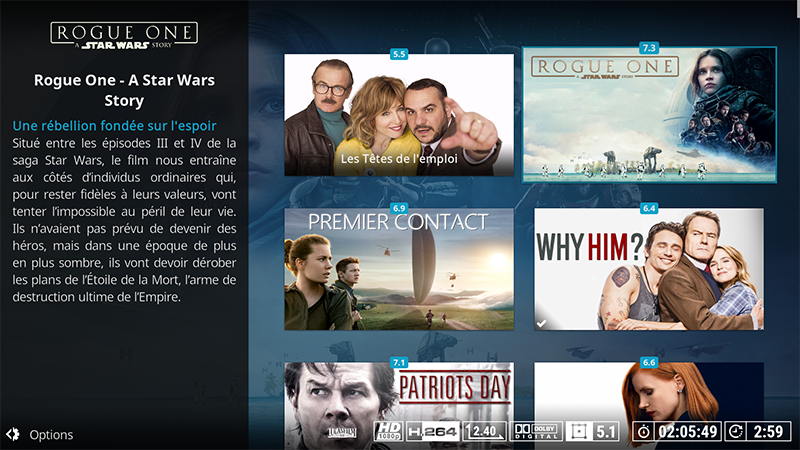 ROGUE ONE
A STAR WARS STORY
Rogue One - A Star Wars
Story
Une rébellion fondée sur l'espoir
Situé entre les épisodes III et IV de la
saga Star Wars, le film nous entraîne
aux côtés d'individus ordinaires qui,
pour rester fidèles à leurs valeurs, vont
tenter l'impossible au péril de leur vie.
Ils n'avaient pas prévu de devenir des
héros, mais dans une époque de plus
en plus sombre, ils vont devoir dérober
les plans de l'Étoile de la Mort, l'arme de
destruction ultime de l'Empire.
Options
5.5
Les Têtes de l'emploi
7.3
ROGUE ONE
A STAR WARS STORY
6.9
PREMIER CONTACT
6.4
WHY HIM?
7.1
PATRIOTS DAY
6.6
LUCASFILM
HD
1080p
H.264
2.40
DOLBY
DIGITAL
5.1
02:05:49
2:59